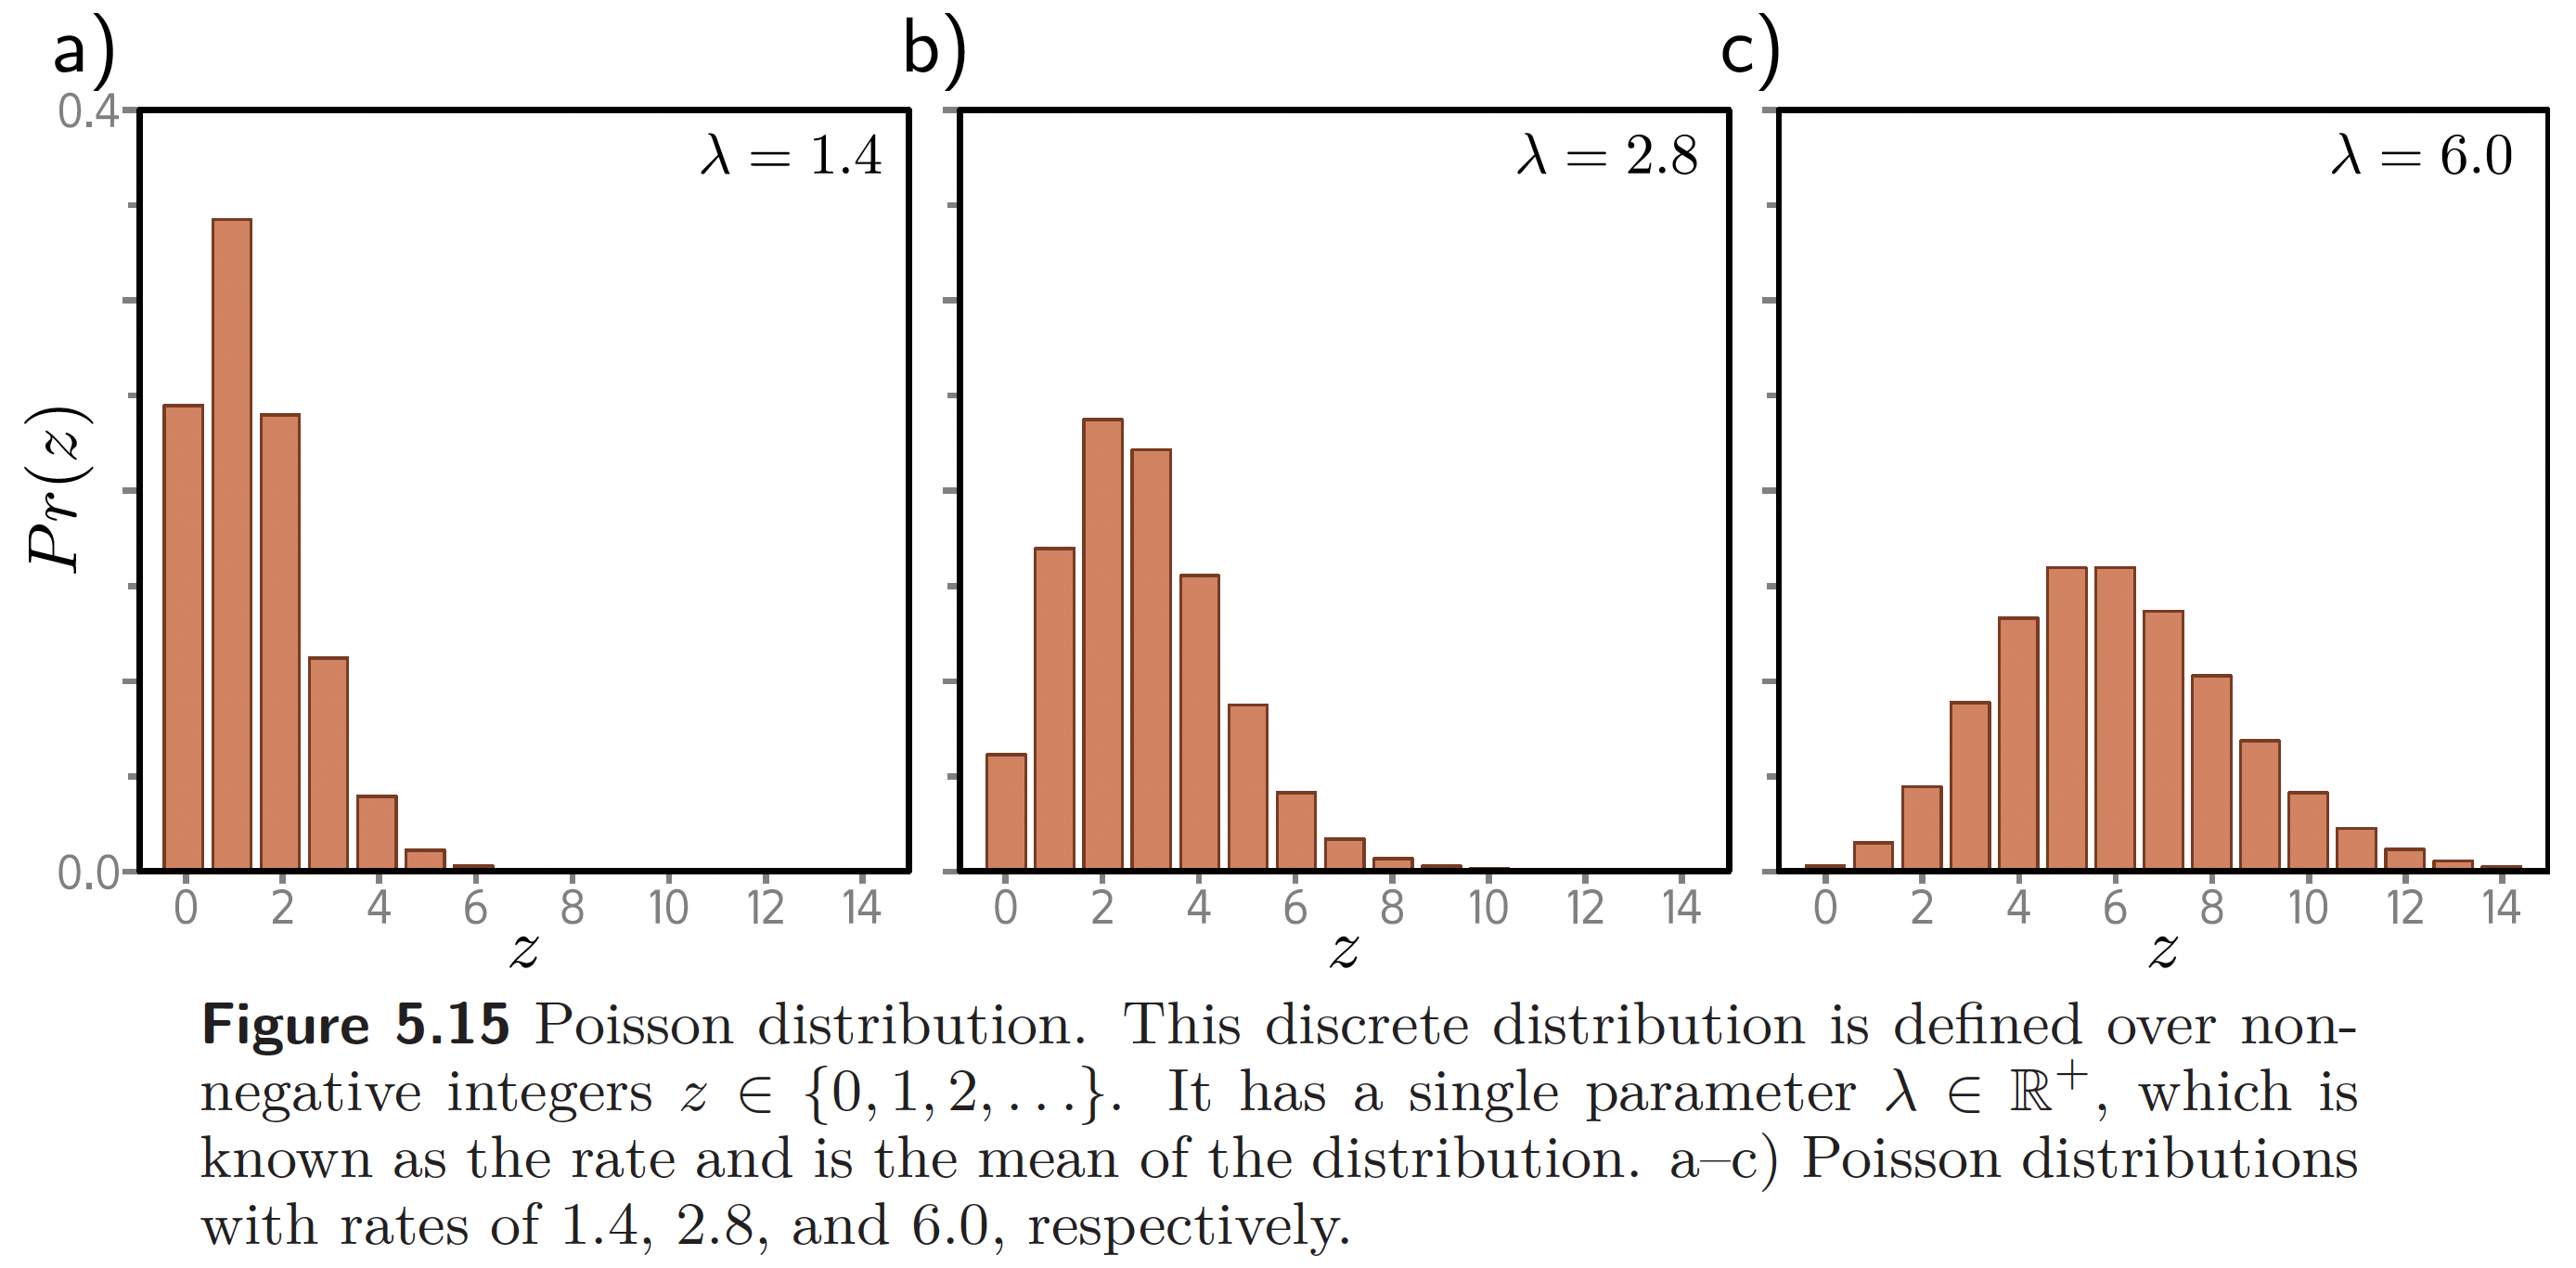 a) b) c)
0.4
λ = 1.4 λ = 2.8 λ = 6.0
Pr(z)
0.0
0 2 4 6 8 10 12 14 0 2 4 6 8 10 12 14 0 2 4 6 8 10 12 14
z z z
Figure 5.15 Poisson distribution. This discrete distribution is defined over non-
negative integers z ∈ {0, 1, 2, . . .}. It has a single parameter λ ∈ ℝ⁺, which is
known as the rate and is the mean of the distribution. a–c) Poisson distributions
with rates of 1.4, 2.8, and 6.0, respectively.